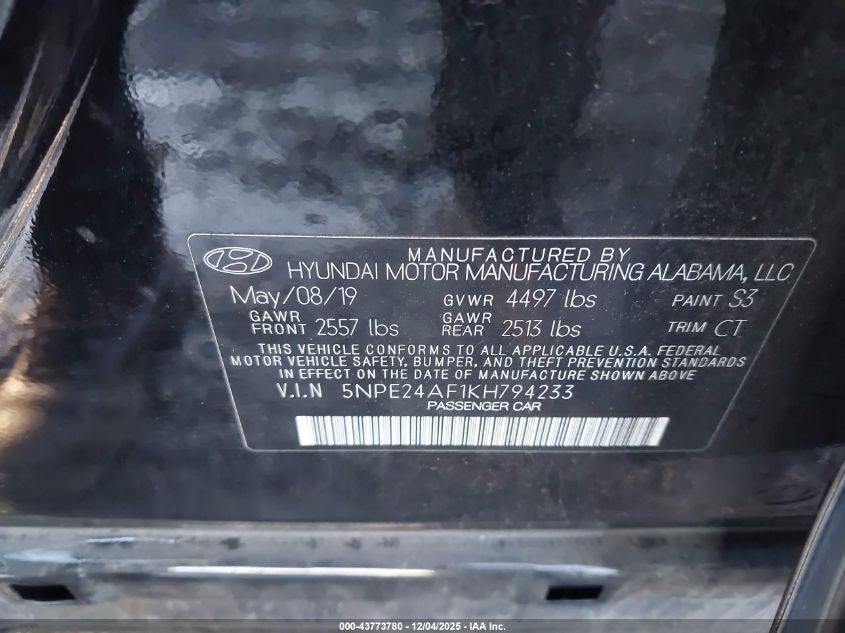 MANUFACTURED BY
HYUNDAI MOTOR MANUFACTURING ALABAMA, LLC
May/08/19 GVWR 4497 lbs PAINT S3
GAWR FRONT 2557 lbs GAWR REAR 2513 lbs TRIM CT
THIS VEHICLE CONFORMS TO ALL APPLICABLE U.S.A. FEDERAL
MOTOR VEHICLE SAFETY, BUMPER, AND THEFT PREVENTION STANDARDS
IN EFFECT ON THE DATE OF MANUFACTURE SHOWN ABOVE
V.I.N 5NPE24AF1KH794233
PASSENGER CAR
000-43773780 - 12/04/2025 - IAA Inc.